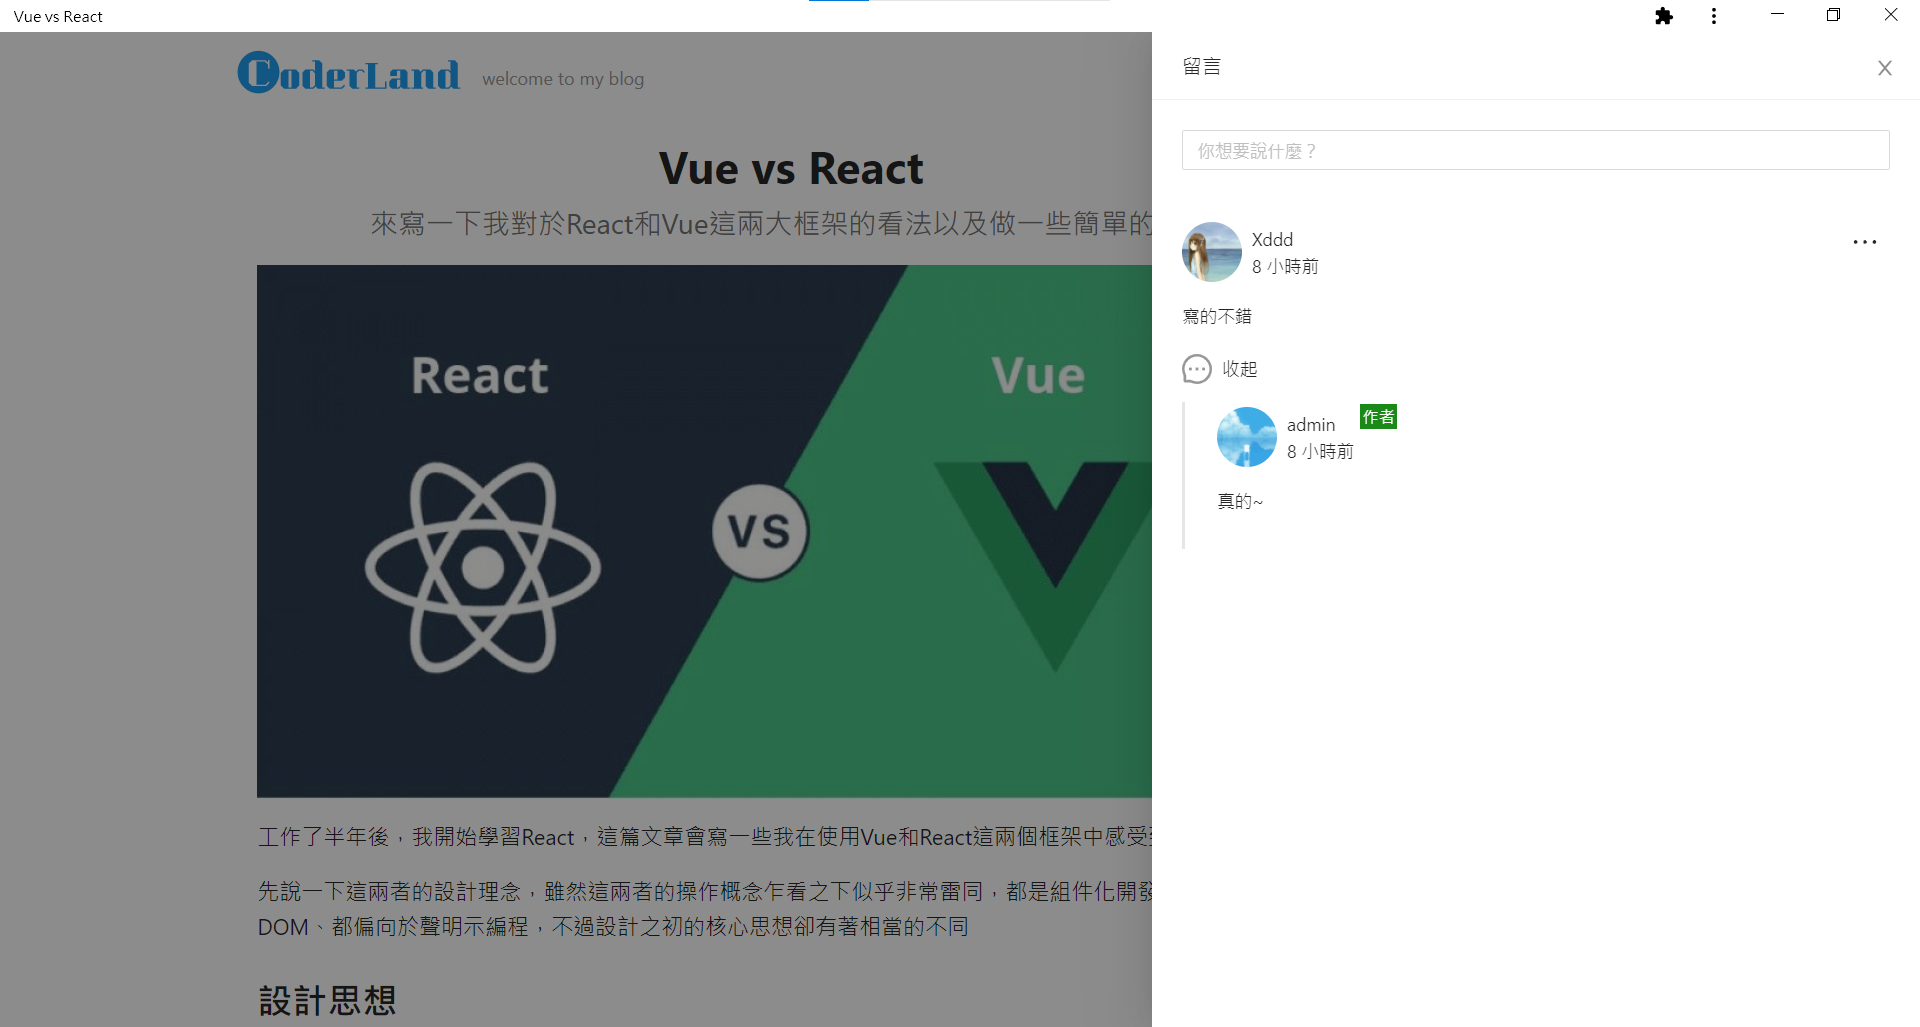 Vue vs React
CoderLand
welcome to my blog
Vue vs React
來寫一下我對於React和Vue這兩大框架的看法以及做一些簡單的
React
Vue
VS
工作了半年後，我開始學習React，這篇文章會寫一些我在使用Vue和React這兩個框架中感受
先說一下這兩者的設計理念，雖然這兩者的操作概念乍看之下似乎非常雷同，都是組件化開發
DOM、都偏向於聲明示編程，不過設計之初的核心思想卻有著相當的不同
設計思想
留言
你想要說什麼？
Xddd
8 小時前
寫的不錯
收起
admin
作者
8 小時前
真的~